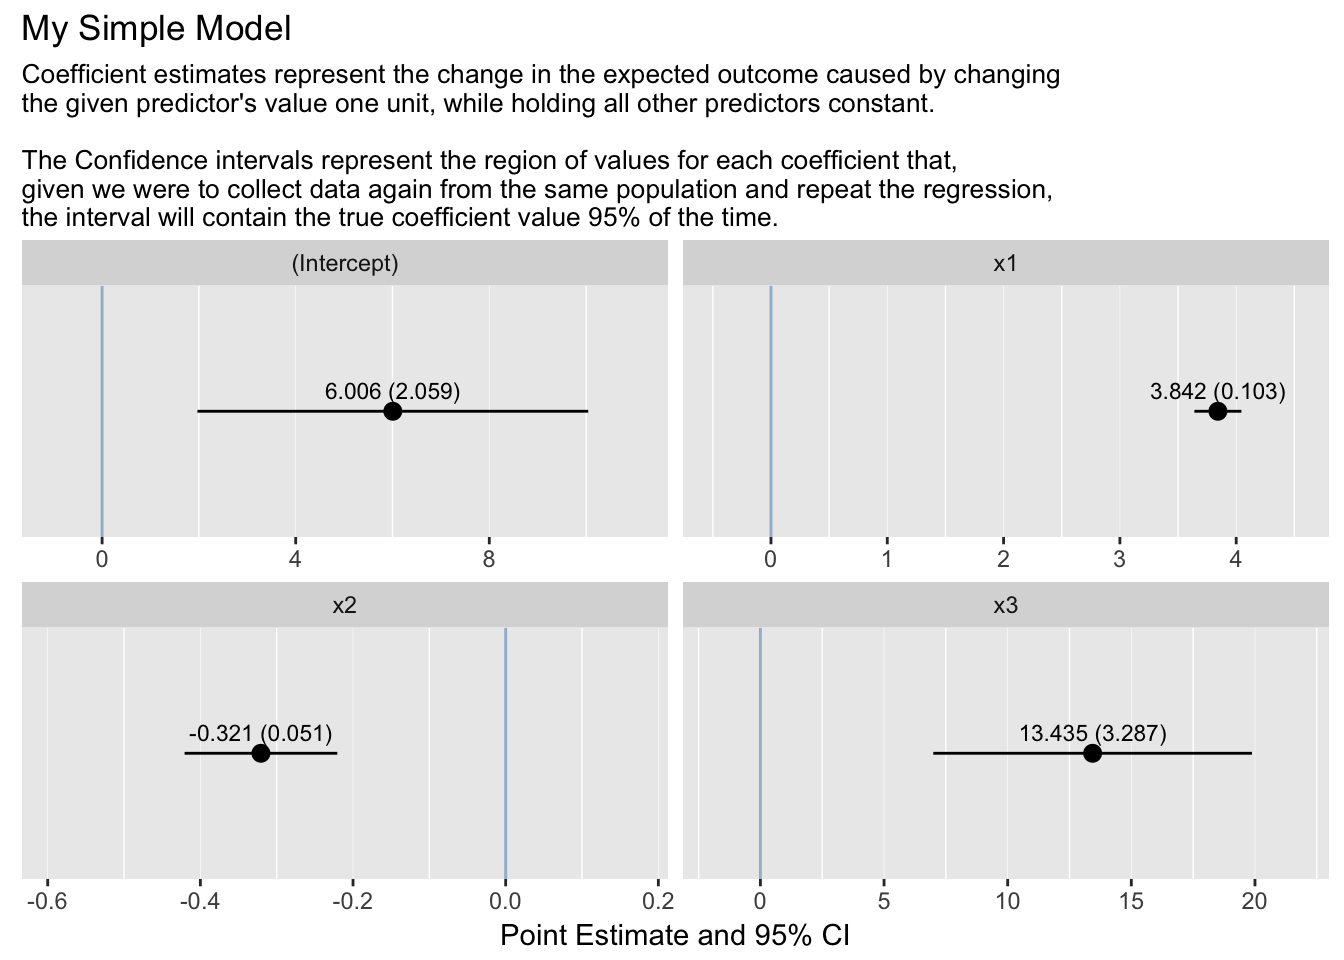 My Simple Model
Coefficient estimates represent the change in the expected outcome caused by changing
the given predictor's value one unit, while holding all other predictors constant.
The Confidence intervals represent the region of values for each coefficient that,
given we were to collect data again from the same population and repeat the regression,
the interval will contain the true coefficient value 95% of the time.
(Intercept)
6.006 (2.059)
0 4 8
x1
3.842 (0.103)
0 1 2 3 4
x2
-0.321 (0.051)
-0.6 -0.4 -0.2 0.0 0.2
x3
13.435 (3.287)
0 5 10 15 20
Point Estimate and 95% CI